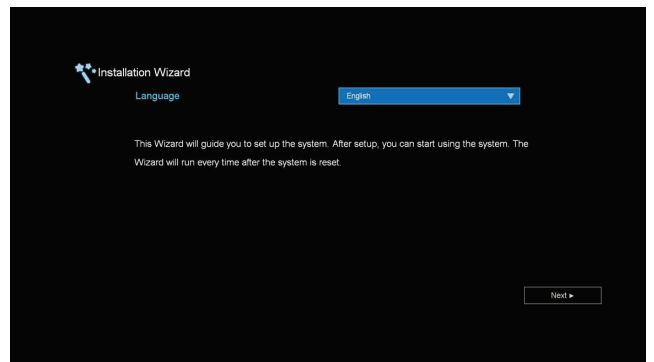 Installation Wizard
Language English
This Wizard will guide you to set up the system. After setup, you can start using the system. The
Wizard will run every time after the system is reset.
Next